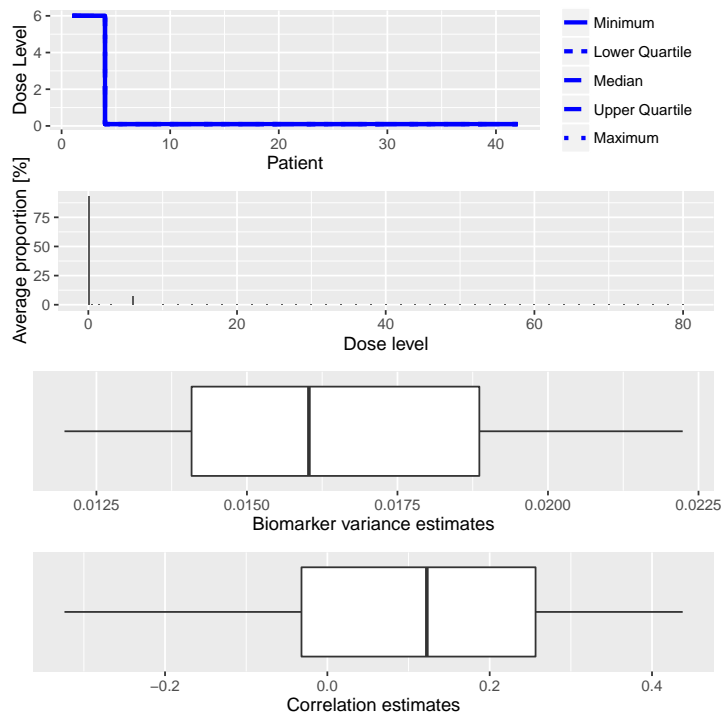 Dose Level
6
4
2
0
0
10
20
30
40
Patient
Minimum
Lower Quartile
Median
Upper Quartile
Maximum
Average proportion [%]
75
50
25
0
0
20
40
60
80
Dose level
0.0125
0.0150
0.0175
0.0200
0.0225
Biomarker variance estimates
−0.2
0.0
0.2
0.4
Correlation estimates